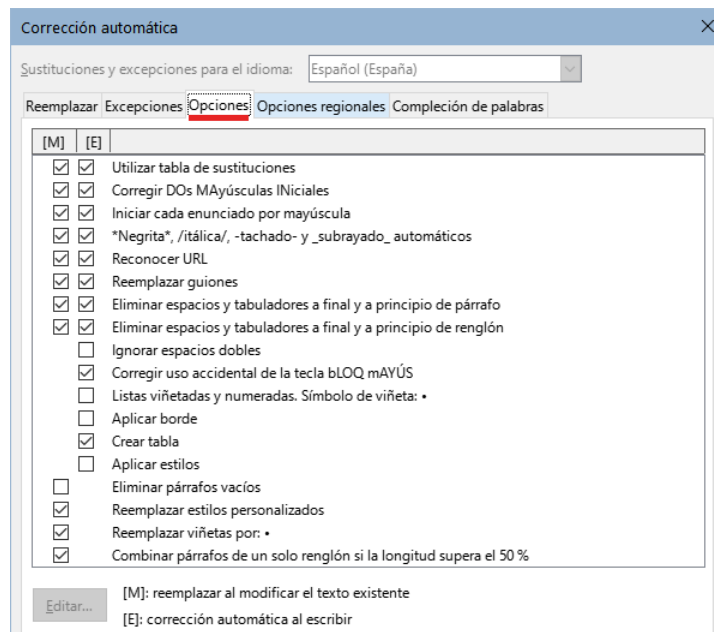 Corrección automática
Sustituciones y excepciones para el idioma: Español (España)
Reemplazar Excepciones Opciones Opciones regionales Compleción de palabras
[M] [E]
Utilizar tabla de sustituciones
Corregir DOs MAyúsculas INiciales
Iniciar cada enunciado por mayúscula
*Negrita*, /itálica/, -tachado- y _subrayado_ automáticos
Reconocer URL
Reemplazar guiones
Eliminar espacios y tabuladores a final y a principio de párrafo
Eliminar espacios y tabuladores a final y a principio de renglón
Ignorar espacios dobles
Corregir uso accidental de la tecla bLOQ mAYÚS
Listas viñetadas y numeradas. Símbolo de viñeta: •
Aplicar borde
Crear tabla
Aplicar estilos
Eliminar párrafos vacíos
Reemplazar estilos personalizados
Reemplazar viñetas por: •
Combinar párrafos de un solo renglón si la longitud supera el 50 %
Editar... [M]: reemplazar al modificar el texto existente
[E]: corrección automática al escribir